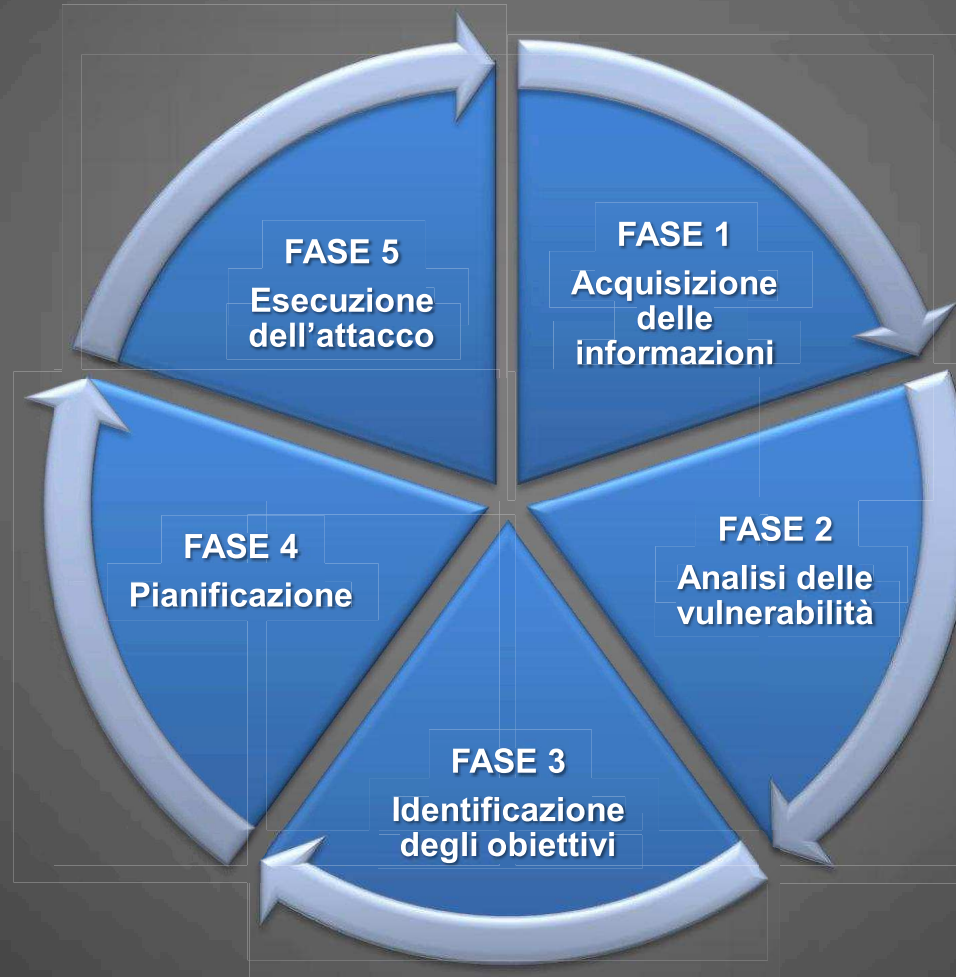 FASE 1
Acquisizione
delle
informazioni
FASE 2
Analisi delle
vulnerabilità
FASE 3
Identificazione
degli obiettivi
FASE 4
Pianificazione
FASE 5
Esecuzione
dell’attacco